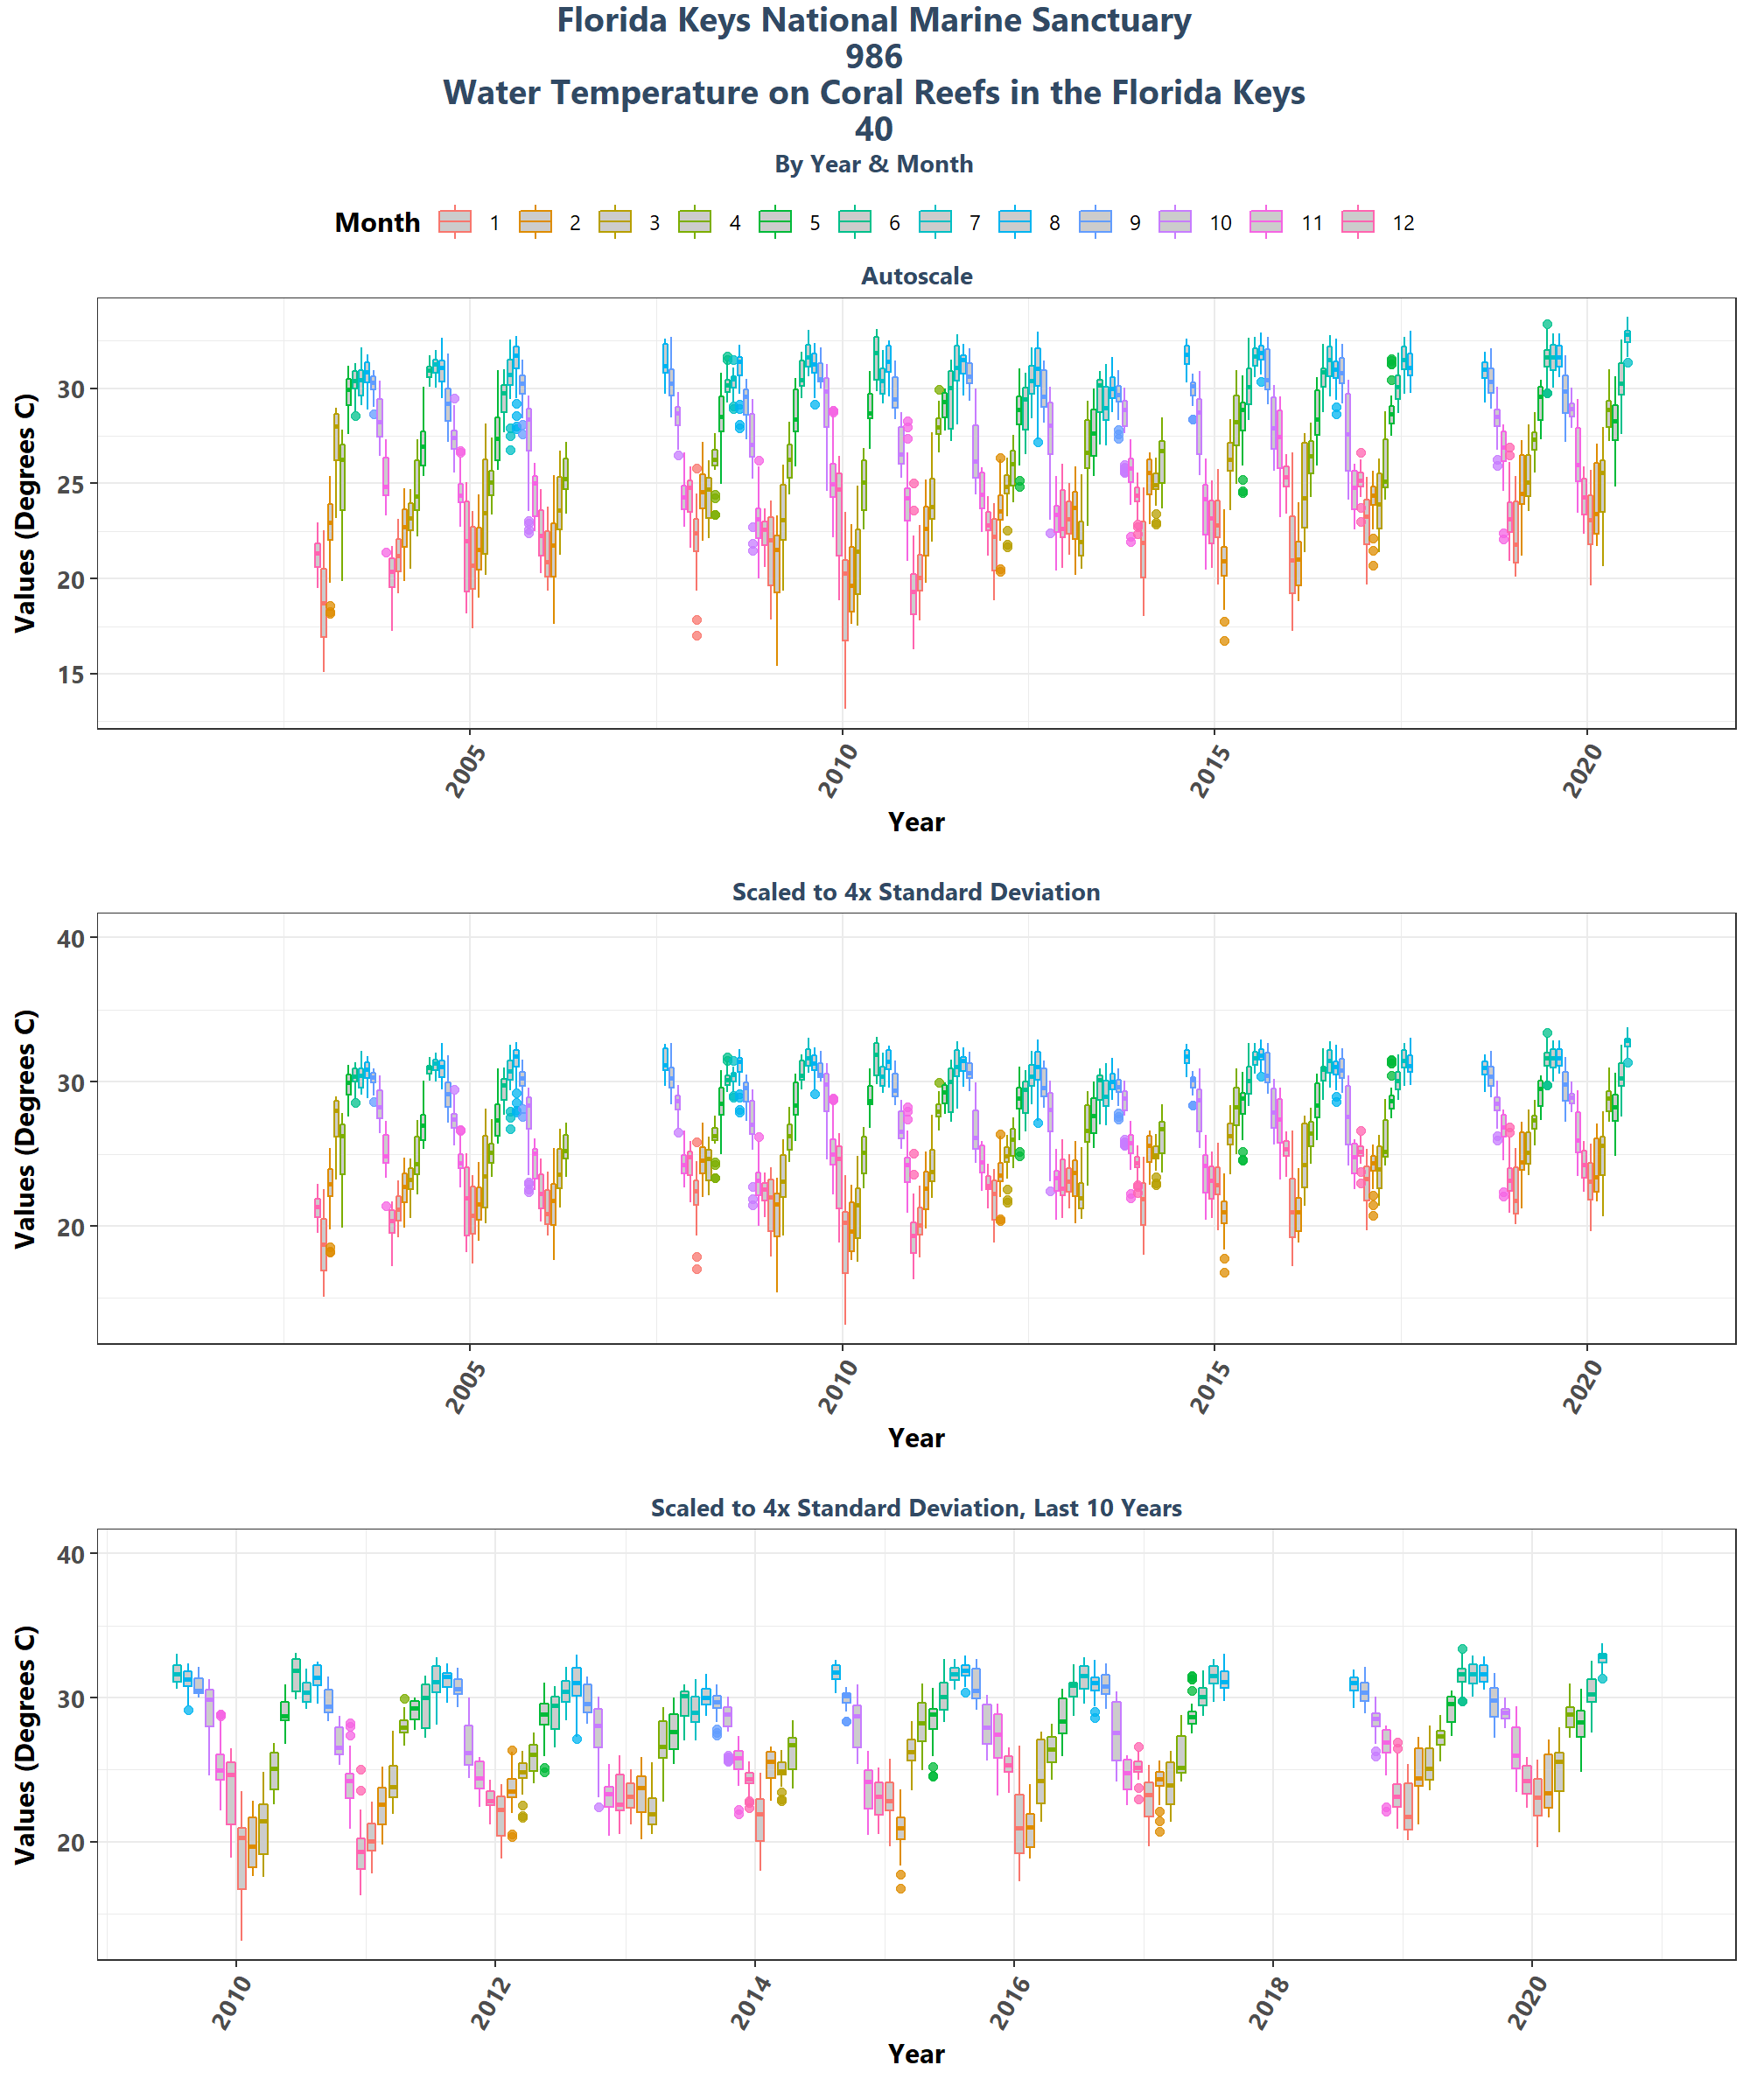 Florida Keys National Marine Sanctuary
986
Water Temperature on Coral Reefs in the Florida Keys
40
By Year & Month
Month 1 2 3 4 5 6 7 8 9 10 11 12
Autoscale
Values (Degrees C)
30
25
20
15
2005 2010 2015 2020
Year
Scaled to 4x Standard Deviation
Values (Degrees C)
40
30
20
2005 2010 2015 2020
Year
Scaled to 4x Standard Deviation, Last 10 Years
Values (Degrees C)
40
30
20
2010 2012 2014 2016 2018 2020
Year